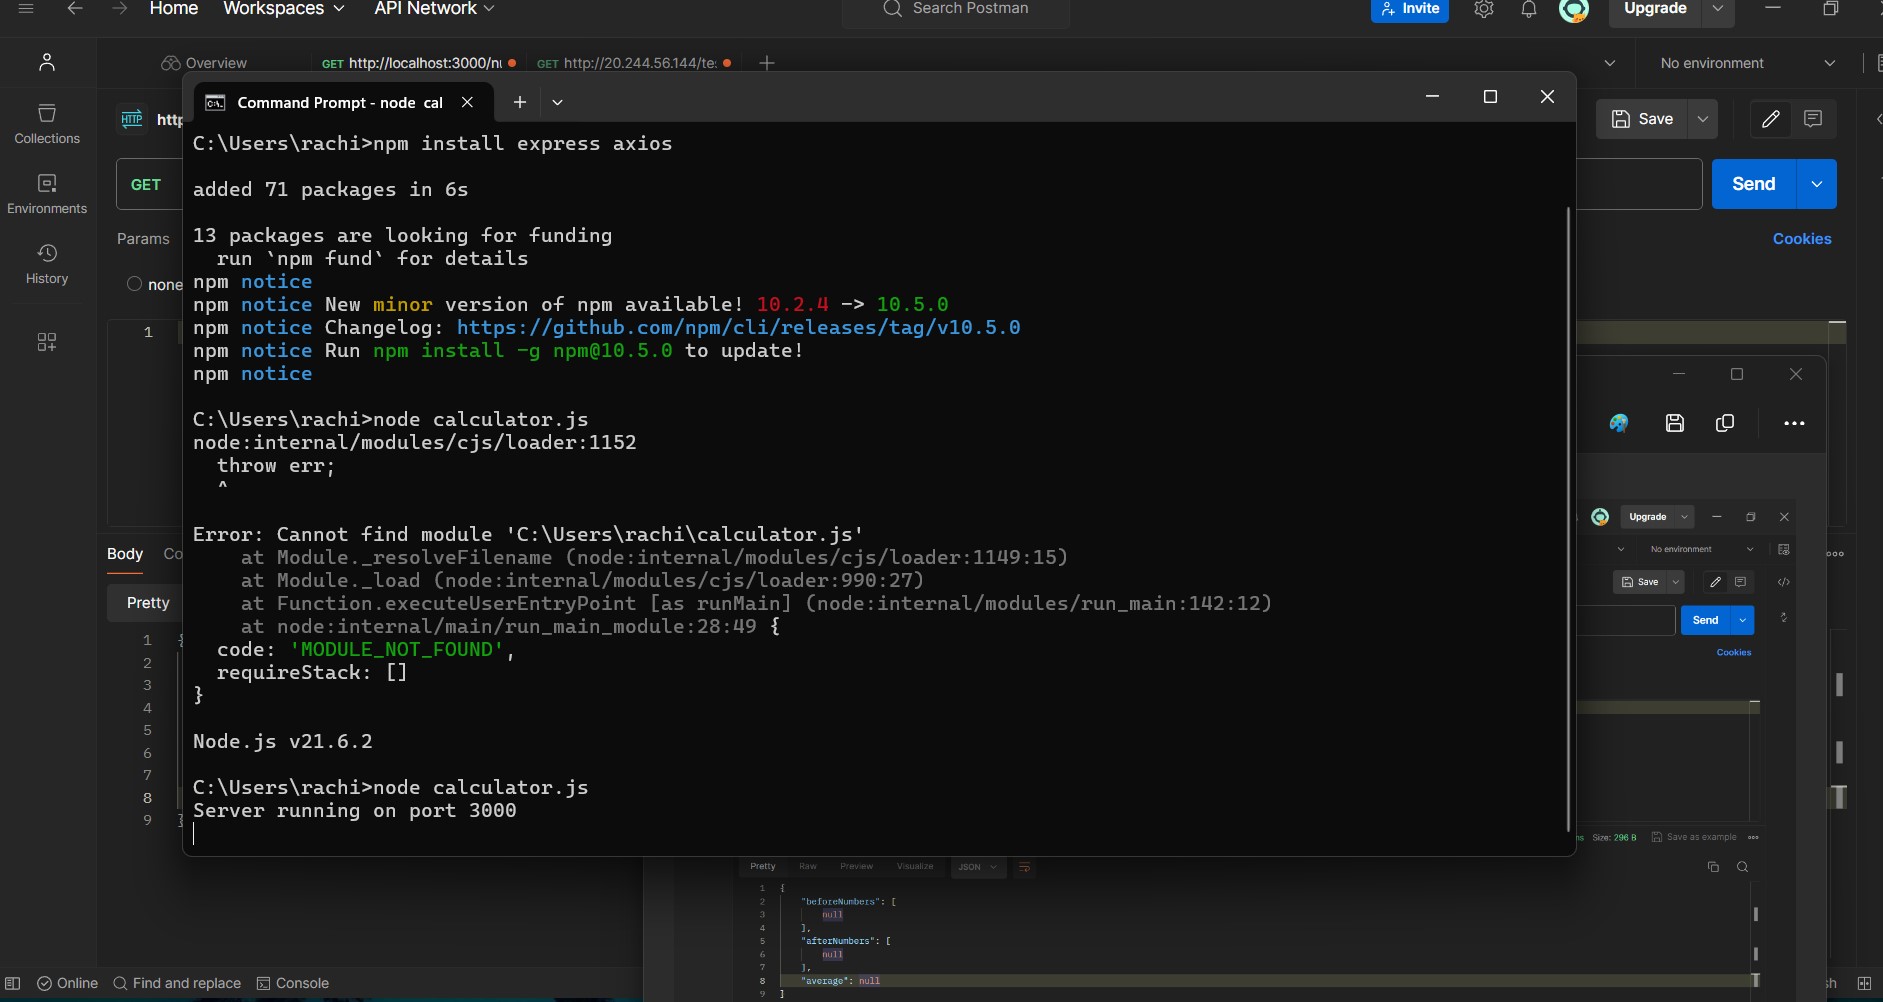 Home Workspaces API Network Search Postman Invite Upgrade
Overview GET http://localhost:3000/nu GET http://20.244.56.144/te: No environment
Command Prompt - node cal
HTTP Save
Collections
GET Send
Environments
Params Cookies
History
none
1
C:\Users\rachi>npm install express axios
added 71 packages in 6s
13 packages are looking for funding
run `npm fund` for details
npm notice
npm notice New minor version of npm available! 10.2.4 -> 10.5.0
npm notice Changelog: https://github.com/npm/cli/releases/tag/v10.5.0
npm notice Run npm install -g npm@10.5.0 to update!
npm notice
C:\Users\rachi>node calculator.js
node:internal/modules/cjs/loader:1152
throw err;
^
Error: Cannot find module 'C:\Users\rachi\calculator.js'
at Module._resolveFilename (node:internal/modules/cjs/loader:1149:15)
at Module._load (node:internal/modules/cjs/loader:990:27)
at Function.executeUserEntryPoint [as runMain] (node:internal/modules/run_main:142:12)
at node:internal/main/run_main_module:28:49 {
code: 'MODULE_NOT_FOUND',
requireStack: []
}
Node.js v21.6.2
C:\Users\rachi>node calculator.js
Server running on port 3000
Body Co
Pretty
1 {
2
3
4
5
6
7
8
9
Upgrade
No environment
Save
Send
Cookies
Size: 296 B Save as example
Pretty Raw Preview Visualize JSON
1 {
2 "beforeNumbers": [
3 null
4 ],
5 "afterNumbers": [
6 null
7 ],
8 "average": null
9 }
Online Find and replace Console